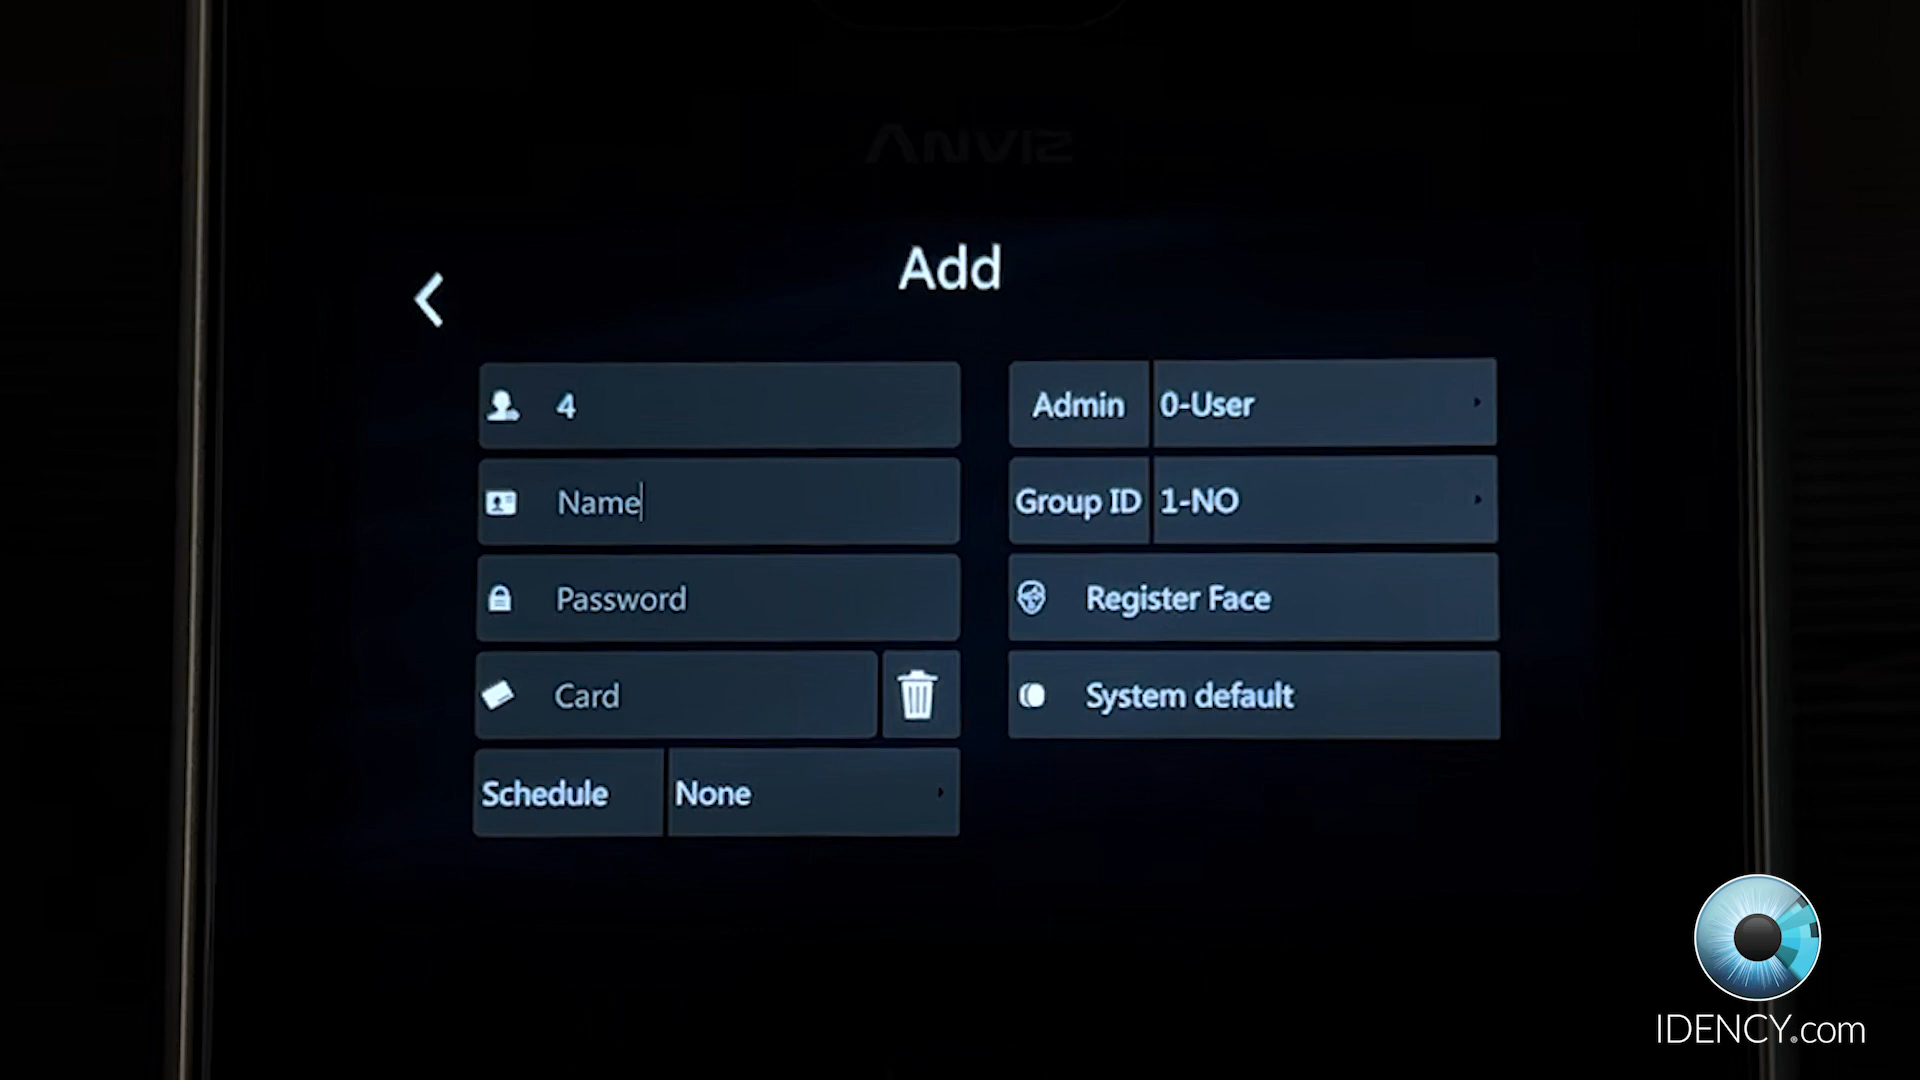 ANVIZ
Add
4
Name
Password
Card
Schedule None
Admin 0-User
Group ID 1-NO
Register Face
System default
IDENCY.com